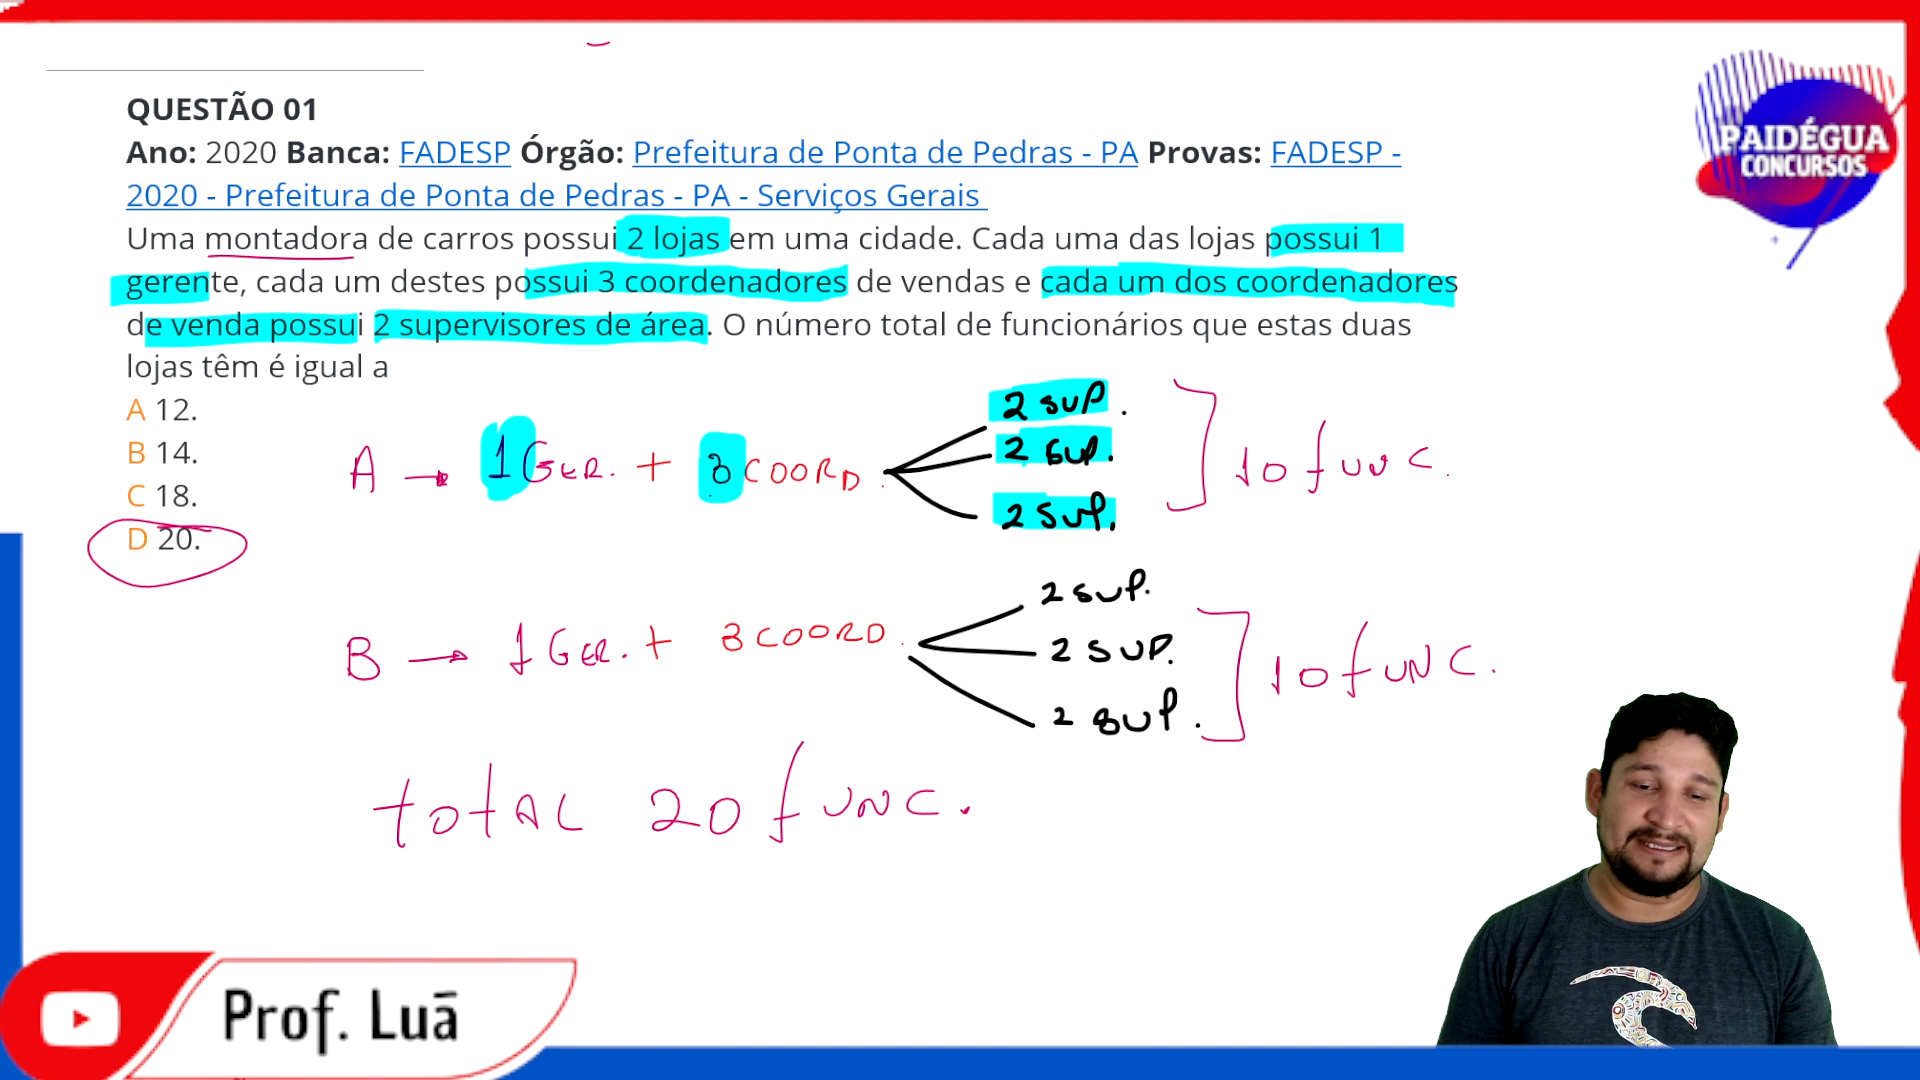 PAIDÉGUA
CONCURSOS
QUESTÃO 01
Ano: 2020 Banca: FADESP Órgão: Prefeitura de Ponta de Pedras - PA Provas: FADESP -
2020 - Prefeitura de Ponta de Pedras - PA - Serviços Gerais
Uma montadora de carros possui 2 lojas em uma cidade. Cada uma das lojas possui 1
gerente, cada um destes possui 3 coordenadores de vendas e cada um dos coordenadores
de venda possui 2 supervisores de área. O número total de funcionários que estas duas
lojas têm é igual a
A 12.
B 14.
C 18.
D 20.
A → 1 GER. + 3 COORD. 2 SUP. 2 SUP. 2 SUP. ] 10 FUNC.
B → 1 GER. + 3 COORD. 2 SUP. 2 SUP. 2 SUP. ] 10 FUNC.
TOTAL 20 FUNC.
Prof. Luã